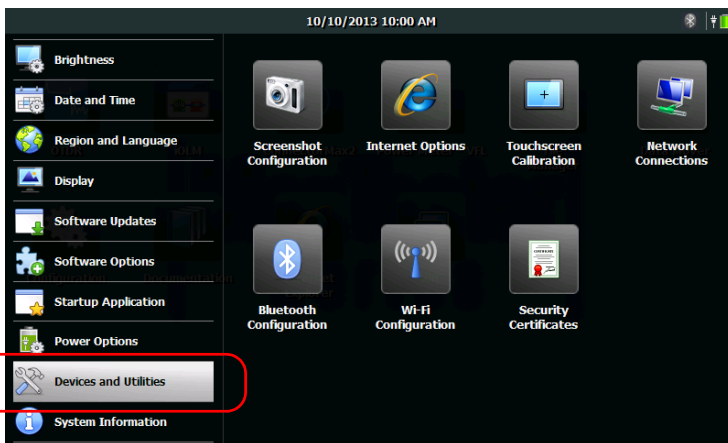 10/10/2013 10:00 AM
Brightness
Date and Time
Region and Language
Display
Software Updates
Software Options
Startup Application
Power Options
Devices and Utilities
System Information
Screenshot
Configuration
Internet Options
Touchscreen
Calibration
Network
Connections
Bluetooth
Configuration
Wi-Fi
Configuration
Security
Certificates